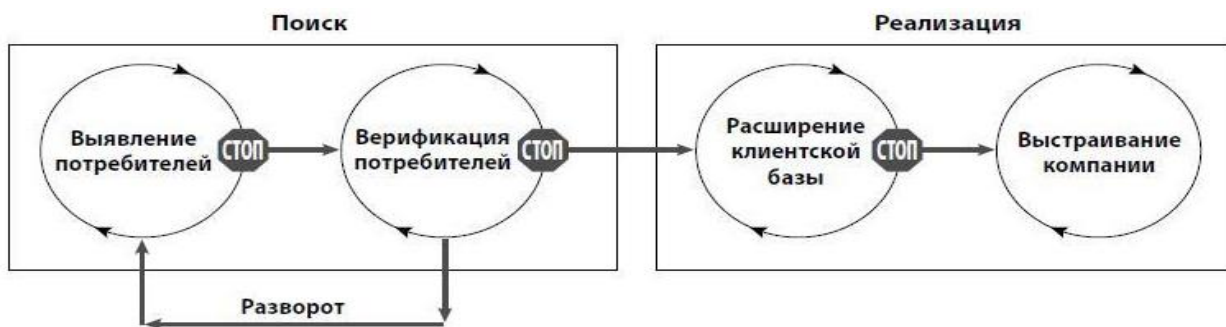 Поиск
Реализация
Выявление
потребителей
СТОП
Верификация
потребителей
СТОП
Расширение
клиентской
базы
СТОП
Выстраивание
компании
Разворот